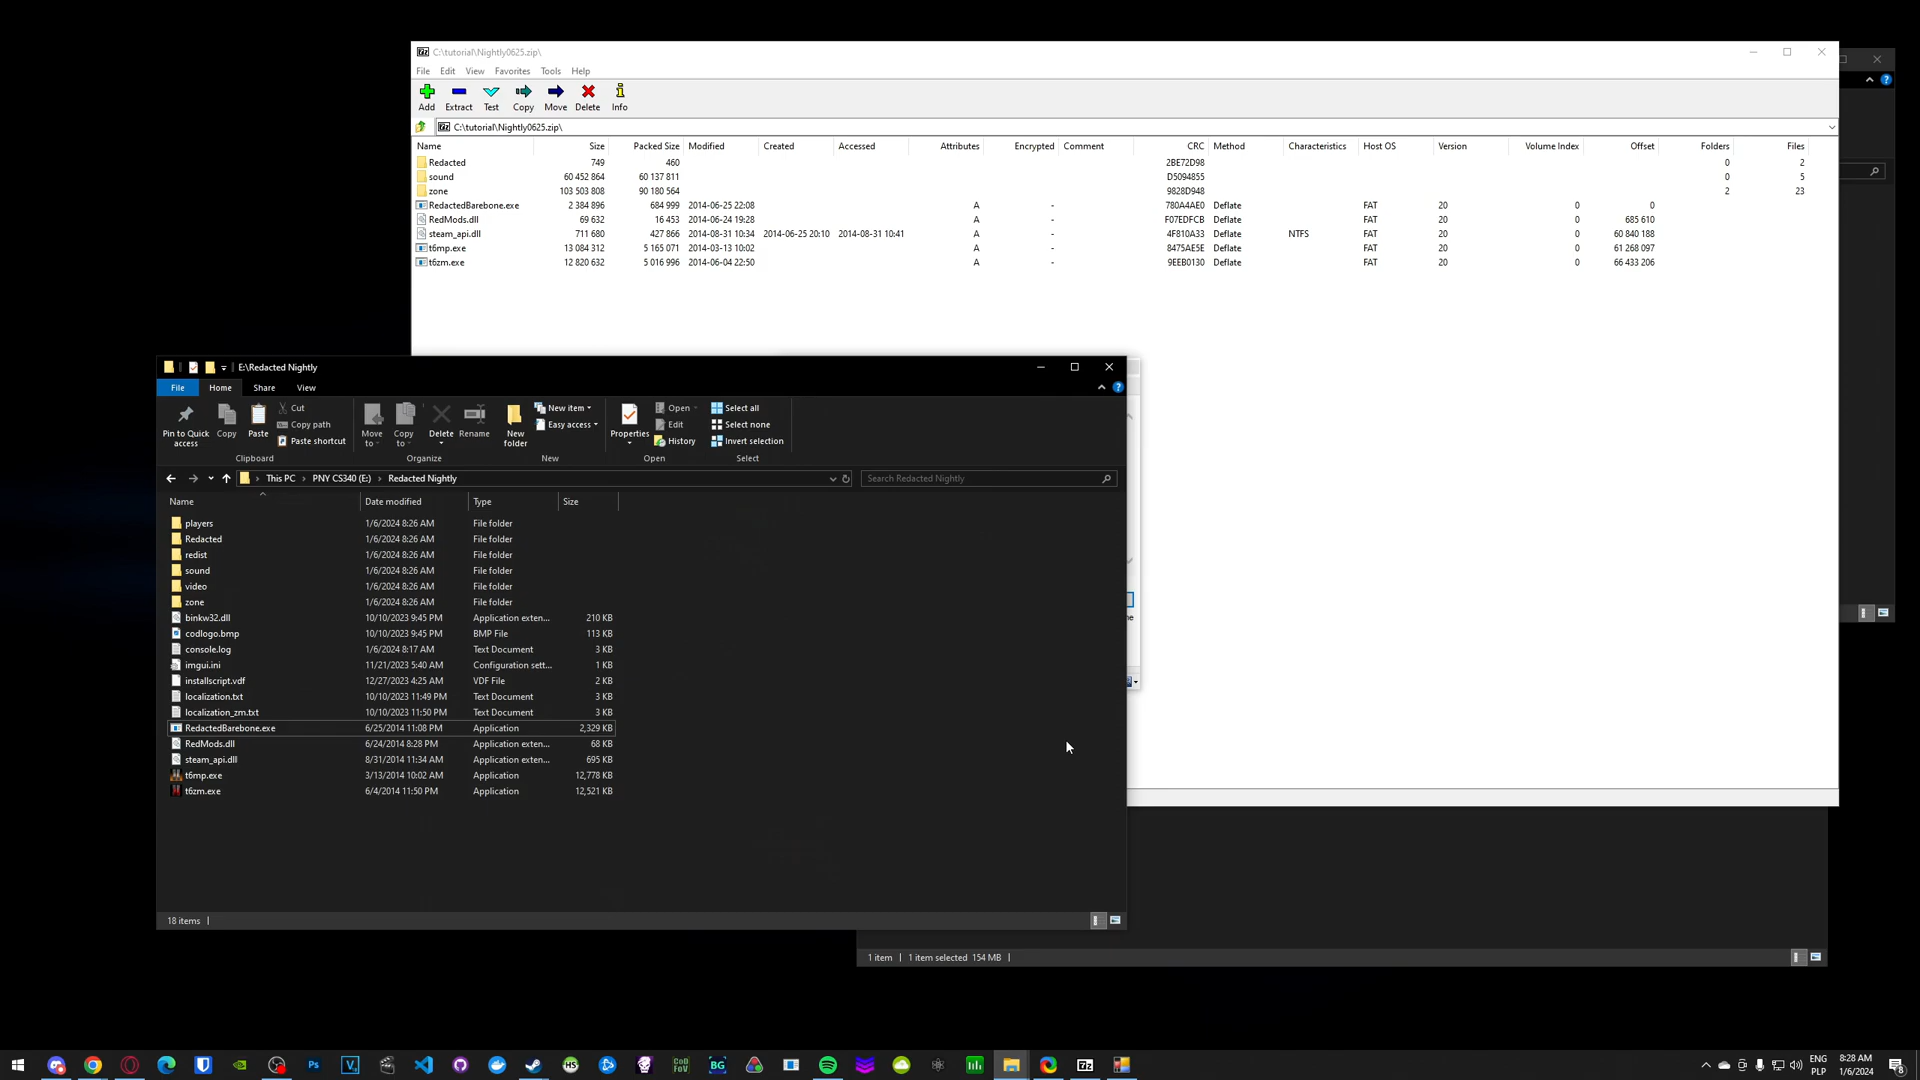 C:\tutorial\Nightly0625.zip\
File Edit View Favorites Tools Help
Add Extract Test Copy Move Delete Info
C:\tutorial\Nightly0625.zip\
Name Size Packed Size Modified Created Accessed Attributes Encrypted Comment CRC Method Characteristics Host OS Version Volume Index Offset Folders Files
Redacted 749 460 2BE72D98 0 2
sound 60 452 864 60 137 811 D5094855 0 5
zone 103 503 808 90 180 564 9828D948 2 23
RedactedBarebone.exe 2 384 896 684 999 2014-06-25 22:08 A - 780A4AE0 Deflate FAT 20 0 0
RedMods.dll 69 632 16 453 2014-06-24 19:28 A - F07EDFCB Deflate FAT 20 0 685 610
steam_api.dll 711 680 427 866 2014-08-31 10:34 2014-06-25 20:10 2014-08-31 10:41 A - 4F810A33 Deflate NTFS FAT 20 0 60 840 188
t6mp.exe 13 084 312 5 165 071 2014-03-13 10:02 A - 8475AE5E Deflate FAT 20 0 61 268 097
t6zm.exe 12 820 632 5 016 996 2014-06-04 22:50 A - 9EEB0130 Deflate FAT 20 0 66 433 206
E:\Redacted Nightly
File Home Share View
Pin to Quick access Copy Paste Cut Copy path Paste shortcut Move to Copy to Delete Rename New folder New item Easy access Properties Open Edit History Select all Select none Invert selection
Clipboard Organize New Open Select
This PC › PNY CS340 (E:) › Redacted Nightly Search Redacted Nightly
Name Date modified Type Size
players 1/6/2024 8:26 AM File folder
Redacted 1/6/2024 8:26 AM File folder
redist 1/6/2024 8:26 AM File folder
sound 1/6/2024 8:26 AM File folder
video 1/6/2024 8:26 AM File folder
zone 1/6/2024 8:26 AM File folder
binkw32.dll 10/10/2023 9:45 PM Application exten... 210 KB
codlogo.bmp 10/10/2023 9:45 PM BMP File 113 KB
console.log 1/6/2024 8:17 AM Text Document 3 KB
imgui.ini 11/21/2023 5:40 AM Configuration sett... 1 KB
installscript.vdf 12/27/2023 4:25 AM VDF File 2 KB
localization.txt 10/10/2023 11:49 PM Text Document 3 KB
localization_zm.txt 10/10/2023 11:50 PM Text Document 3 KB
RedactedBarebone.exe 6/25/2014 11:08 PM Application 2,329 KB
RedMods.dll 6/24/2014 8:28 PM Application exten... 68 KB
steam_api.dll 8/31/2014 11:34 AM Application exten... 695 KB
t6mp.exe 3/13/2014 10:02 AM Application 12,778 KB
t6zm.exe 6/4/2014 11:50 PM Application 12,521 KB
18 items
1 item 1 item selected 154 MB
ENG 8:28 AM
PLP 1/6/2024